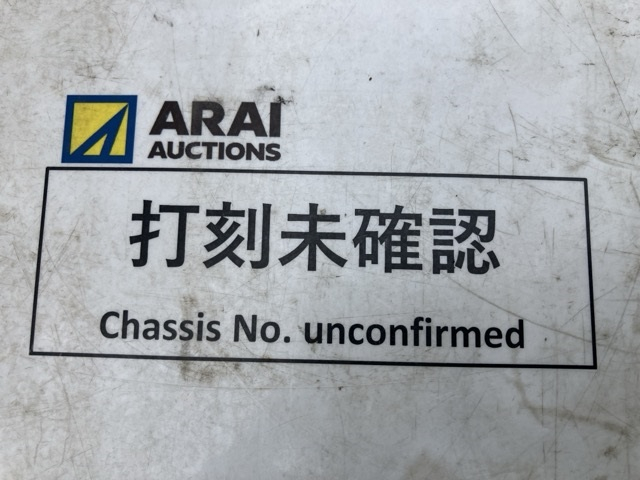 ARAI
AUCTIONS
打刻未確認
Chassis No. unconfirmed